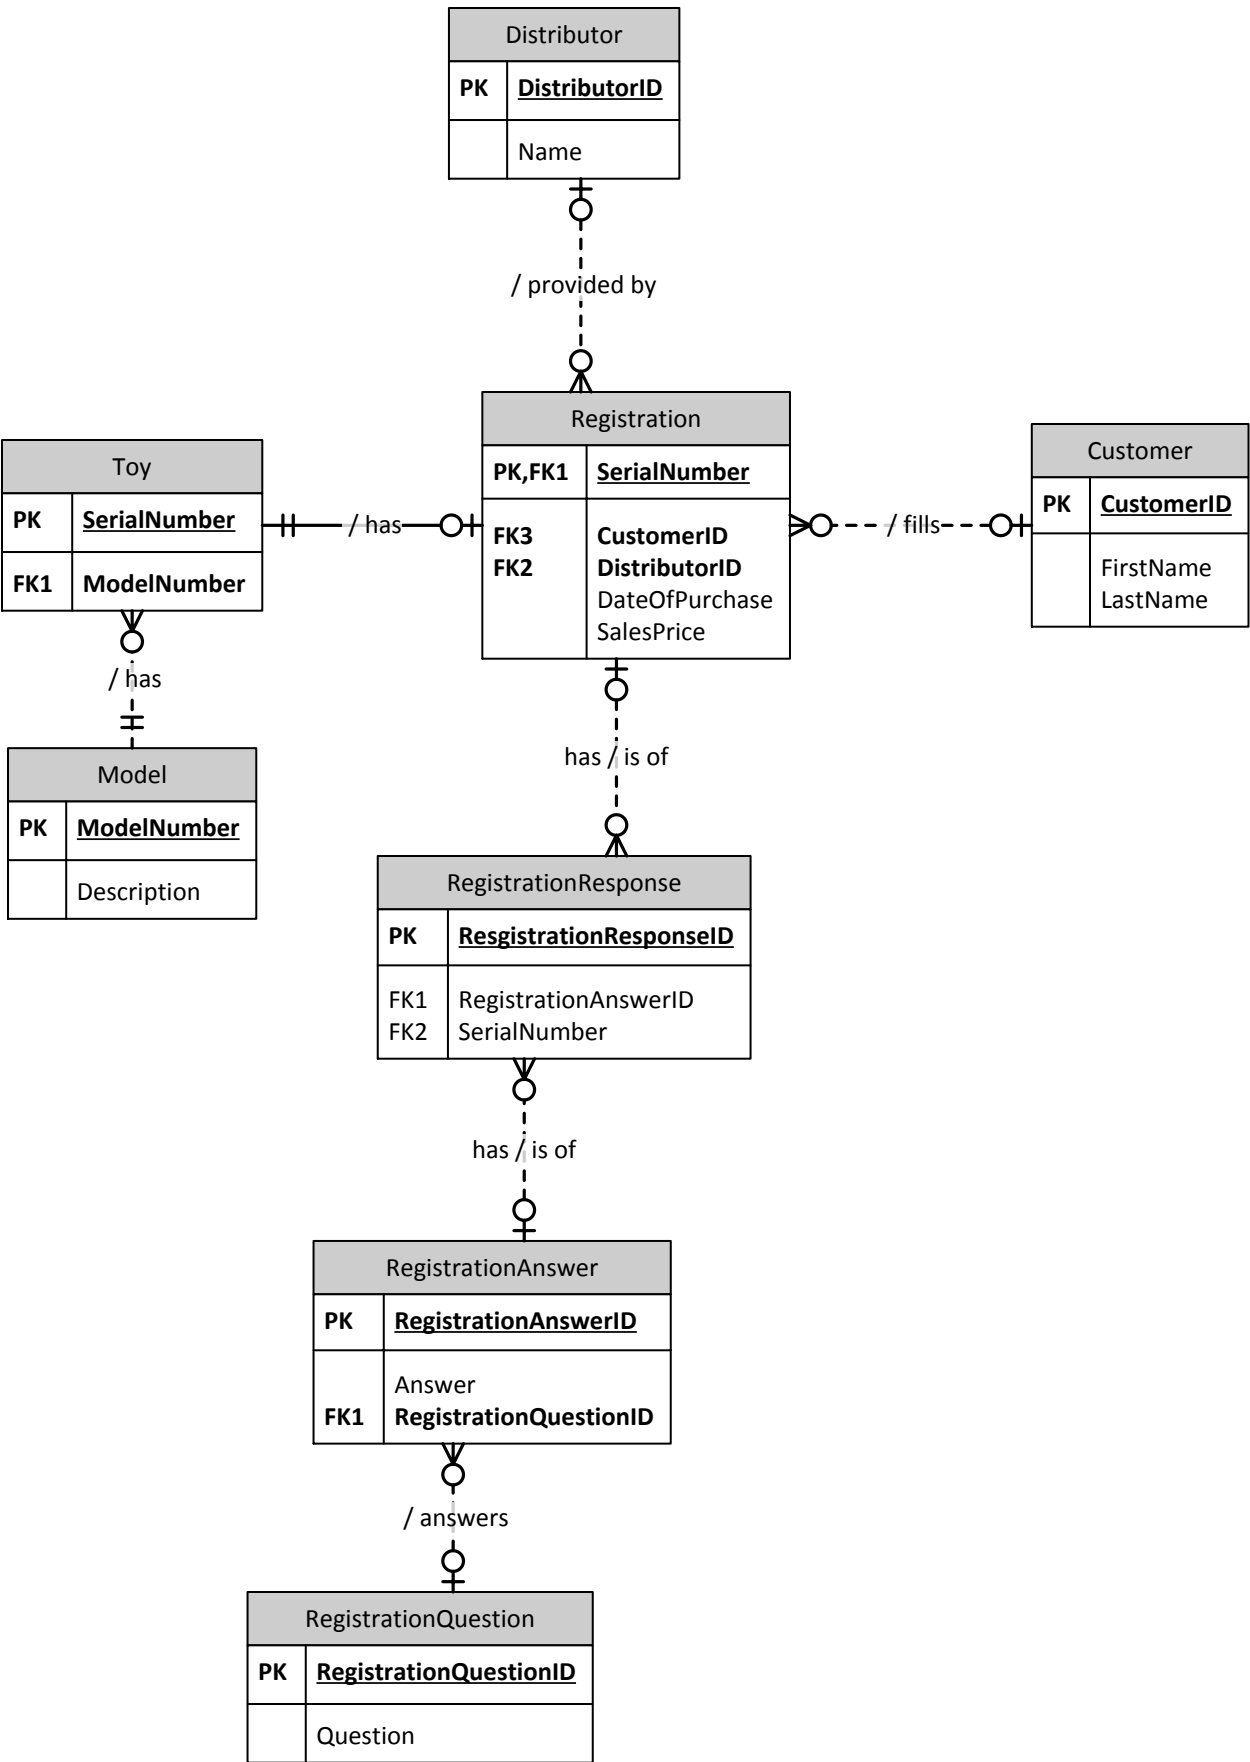 Distributor
PK DistributorID
Name
/ provided by
Registration
PK,FK1 SerialNumber
FK3 CustomerID
FK2 DistributorID
DateOfPurchase
SalesPrice
Toy
PK SerialNumber
FK1 ModelNumber
/ has
Customer
PK CustomerID
FirstName
LastName
/ fills
/ has
Model
PK ModelNumber
Description
has / is of
RegistrationResponse
PK ResgistrationResponseID
FK1 RegistrationAnswerID
FK2 SerialNumber
has / is of
RegistrationAnswer
PK RegistrationAnswerID
Answer
FK1 RegistrationQuestionID
/ answers
RegistrationQuestion
PK RegistrationQuestionID
Question